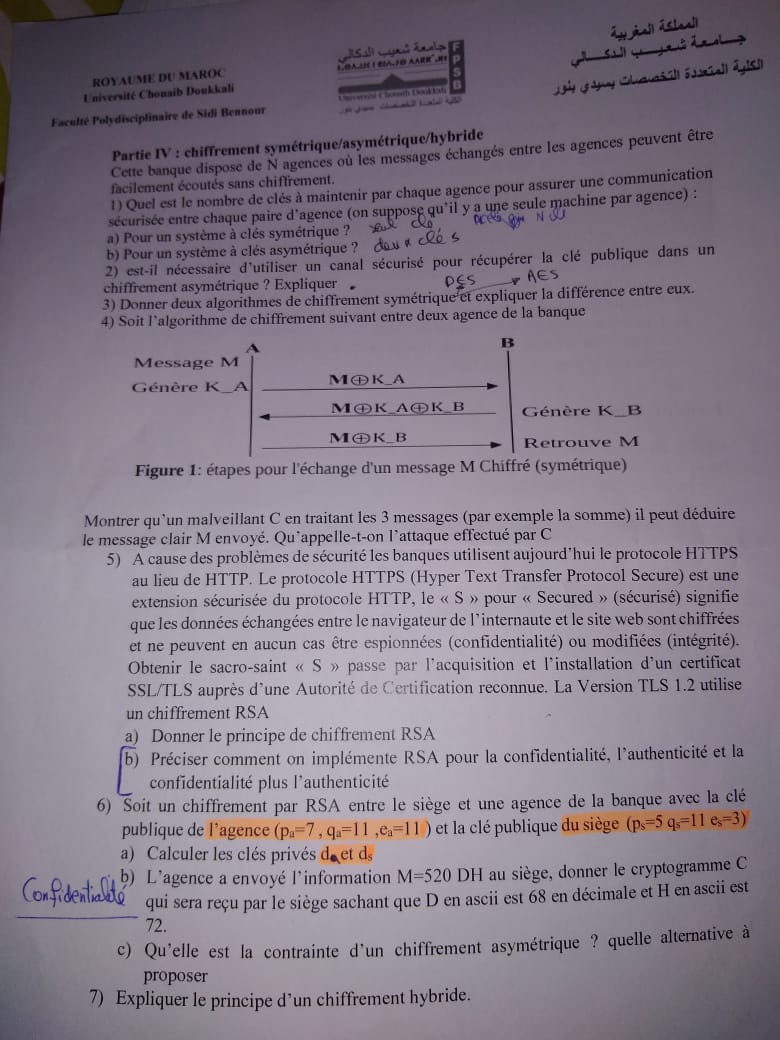 ROYAUME DU MAROC
Université Chouaib Doukkali
Faculté Polydisciplinaire de Sidi Bennour
جامعة شعيب الدكالي
FPSB
Université Chouaib Doukkali
الكلية المتعددة التخصصات بسيدي بنور
المملكة المغربية
جـــامـعـة شعيـــب الدكـــالي
الكلية المتعددة التخصصات بسيدي بنور
Partie IV : chiffrement symétrique/asymétrique/hybride
Cette banque dispose de N agences où les messages échangés entre les agences peuvent être
facilement écoutés sans chiffrement.
1) Quel est le nombre de clés à maintenir par chaque agence pour assurer une communication
sécurisée entre chaque paire d'agence (on suppose qu'il y a une seule machine par agence) :
a) Pour un système à clés symétrique ? seul clé
b) Pour un système à clés asymétrique ? deux clés
2) est-il nécessaire d'utiliser un canal sécurisé pour récupérer la clé publique dans un
chiffrement asymétrique ? Expliquer
DES → AES
3) Donner deux algorithmes de chiffrement symétrique et expliquer la différence entre eux.
4) Soit l'algorithme de chiffrement suivant entre deux agence de la banque
A B
Message M
Génère K_A M⊕K_A
M⊕K_A⊕K_B Génère K_B
M⊕K_B Retrouve M
Figure 1: étapes pour l'échange d'un message M Chiffré (symétrique)
Montrer qu'un malveillant C en traitant les 3 messages (par exemple la somme) il peut déduire
le message clair M envoyé. Qu'appelle-t-on l'attaque effectué par C
5) A cause des problèmes de sécurité les banques utilisent aujourd'hui le protocole HTTPS
au lieu de HTTP. Le protocole HTTPS (Hyper Text Transfer Protocol Secure) est une
extension sécurisée du protocole HTTP, le « S » pour « Secured » (sécurisé) signifie
que les données échangées entre le navigateur de l'internaute et le site web sont chiffrées
et ne peuvent en aucun cas être espionnées (confidentialité) ou modifiées (intégrité).
Obtenir le sacro-saint « S » passe par l'acquisition et l'installation d'un certificat
SSL/TLS auprès d'une Autorité de Certification reconnue. La Version TLS 1.2 utilise
un chiffrement RSA
a) Donner le principe de chiffrement RSA
b) Préciser comment on implémente RSA pour la confidentialité, l'authenticité et la
confidentialité plus l'authenticité
6) Soit un chiffrement par RSA entre le siège et une agence de la banque avec la clé
publique de l'agence (pa=7 , qa=11 ,ea=11 ) et la clé publique du siège (ps=5 qs=11 es=3)
a) Calculer les clés privés da et ds
b) L'agence a envoyé l'information M=520 DH au siège, donner le cryptogramme C
Confidentialité
qui sera reçu par le siège sachant que D en ascii est 68 en décimale et H en ascii est
72.
c) Qu'elle est la contrainte d'un chiffrement asymétrique ? quelle alternative à
proposer
7) Expliquer le principe d'un chiffrement hybride.